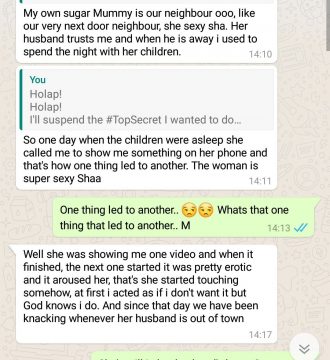 My own sugar Mummy is our neighbour ooo, like
our very next door neighbour, she sexy sha. Her
husband trusts me and when he is away i used to
spend the night with her children.
14:10
You
Holap!
Holap!
I'll suspend the #TopSecret I wanted to do...
So one day when the children were asleep she
called me to show me something on her phone and
that's how one thing led to another. The woman is
super sexy Shaa
14:11
One thing led to another.. 😒😒 Whats that one
thing that led to another.. M
14:13
Well she was showing me one video and when it
finished, the next one started it was pretty erotic
and it aroused her, that's she started touching
somehow, at first i acted as if i don't want it but
God knows i do. And since that day we have been
knacking whenever her husband is out of town
14:17